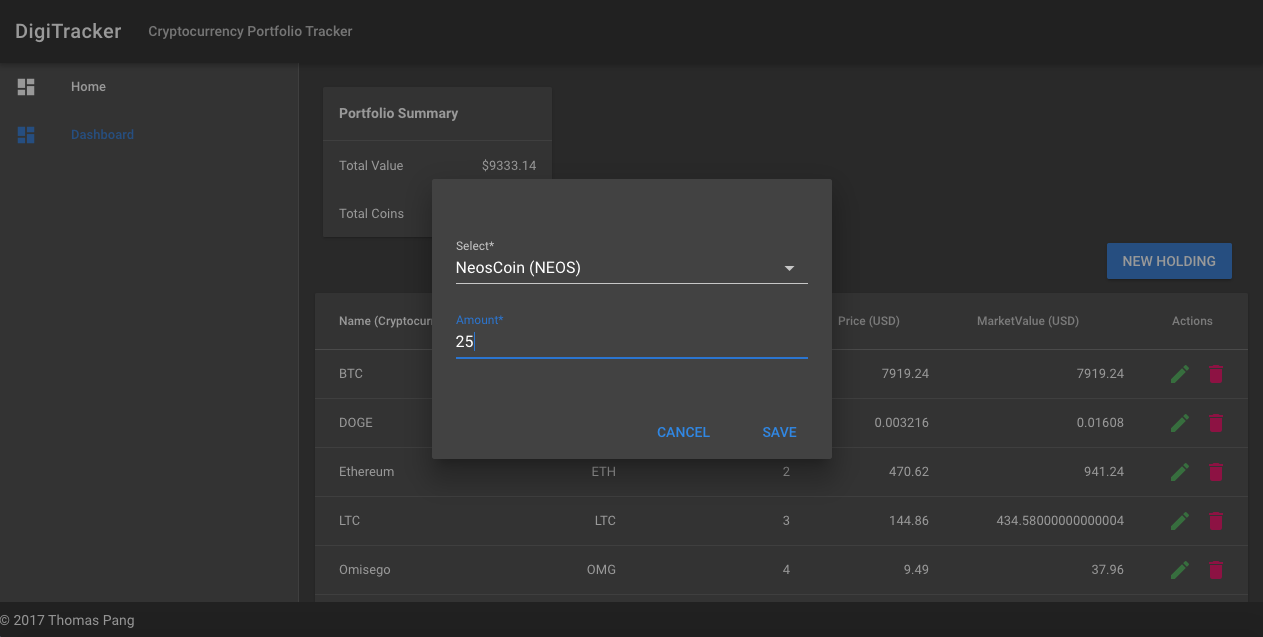 DigiTracker Cryptocurrency Portfolio Tracker
Home
Dashboard
Portfolio Summary
Total Value $9333.14
Total Coins
Select*
NeosCoin (NEOS)
Amount*
25
CANCEL SAVE
NEW HOLDING
Name (Cryptocurr Price (USD) MarketValue (USD) Actions
BTC 7919.24 7919.24
DOGE 0.003216 0.01608
Ethereum ETH 2 470.62 941.24
LTC LTC 3 144.86 434.58000000000004
Omisego OMG 4 9.49 37.96
© 2017 Thomas Pang